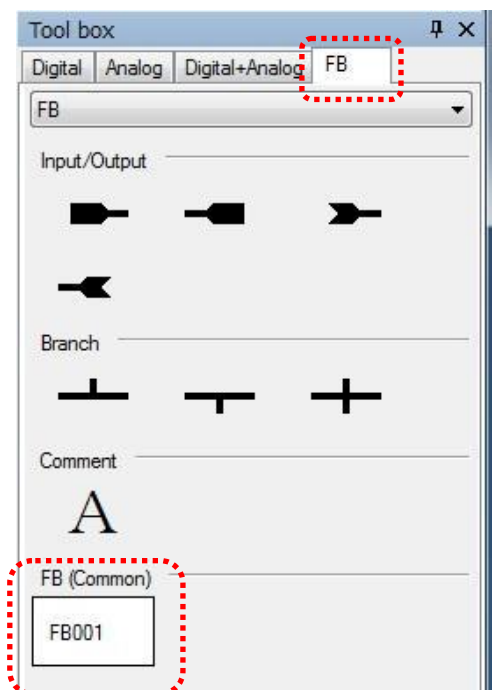 Tool box
Digital Analog Digital+Analog FB
FB
Input/Output
Branch
Comment
A
FB (Common)
FB001